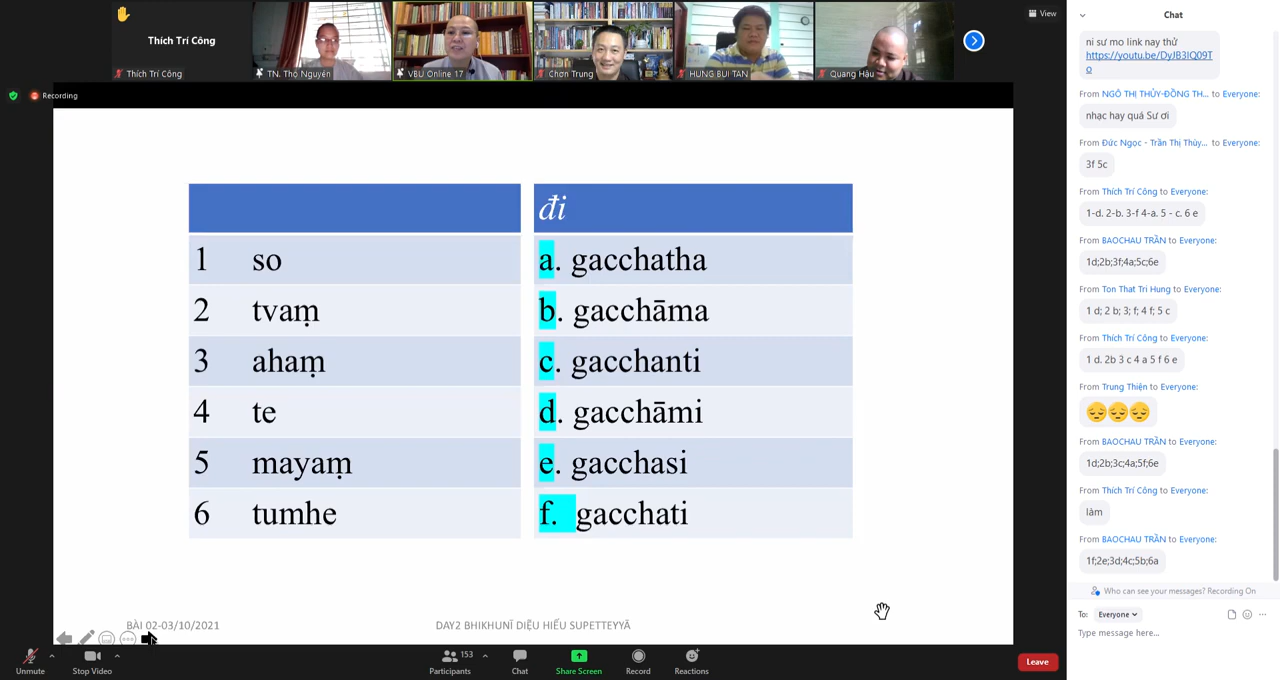 Thích Trí Công
View
Chat
Thích Trí Công
TN. Thọ Nguyên
VBU Online 17
Chơn Trung
HUNG BUI TAN
Quang Hậu
Recording
đi
1 so
a. gacchatha
2 tvaṃ
b. gacchāma
3 ahaṃ
c. gacchanti
4 te
d. gacchāmi
5 mayaṃ
e. gacchasi
6 tumhe
f. gacchati
BÀI 02-03/10/2021
DAY2 BHIKHUNĪ DIỆU HIẾU SUPETTEYYĀ
ni sư mo link nay thử
https://youtu.be/DyJB3IQ09T
o
From NGÔ THỊ THỦY-ĐỒNG TH... to Everyone:
nhạc hay quá Sư ơi
From Đức Ngọc - Trần Thị Thùy... to Everyone:
3f 5c
From Thích Trí Công to Everyone:
1-d. 2-b. 3-f 4-a. 5 - c. 6 e
From BAOCHAU TRẦN to Everyone:
1d;2b;3f;4a;5c;6e
From Ton That Tri Hung to Everyone:
1 d; 2 b; 3; f; 4 f; 5 c
From Thích Trí Công to Everyone:
1 d. 2b 3 c 4 a 5 f 6 e
From Trung Thiện to Everyone:
😔😔😔
From BAOCHAU TRẦN to Everyone:
1d;2b;3c;4a;5f;6e
From Thích Trí Công to Everyone:
lâm
From BAOCHAU TRẦN to Everyone:
1f;2e;3d;4c;5b;6a
Who can see your messages? Recording On
To: Everyone
Type message here...
Unmute
Stop Video
Participants
153
Chat
Share Screen
Record
Reactions
Leave